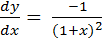 dy/dx = -1/(1+x)²